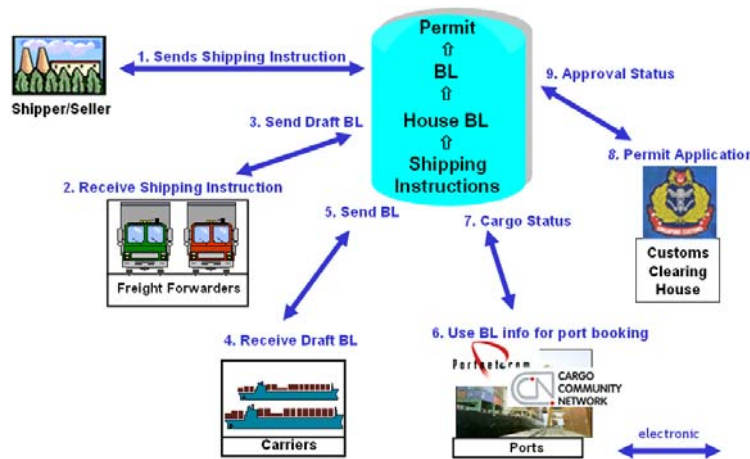 1. Sends Shipping Instruction
Shipper/Seller
Permit
BL
House BL
Shipping
Instructions
9. Approval Status
3. Send Draft BL
8. Permit Application
2. Receive Shipping Instruction
Freight Forwarders
5. Send BL
7. Cargo Status
Customs
Clearing
House
4. Receive Draft BL
Carriers
6. Use BL info for port booking
Portnet.com
CARGO
COMMUNITY
NETWORK
Ports
electronic